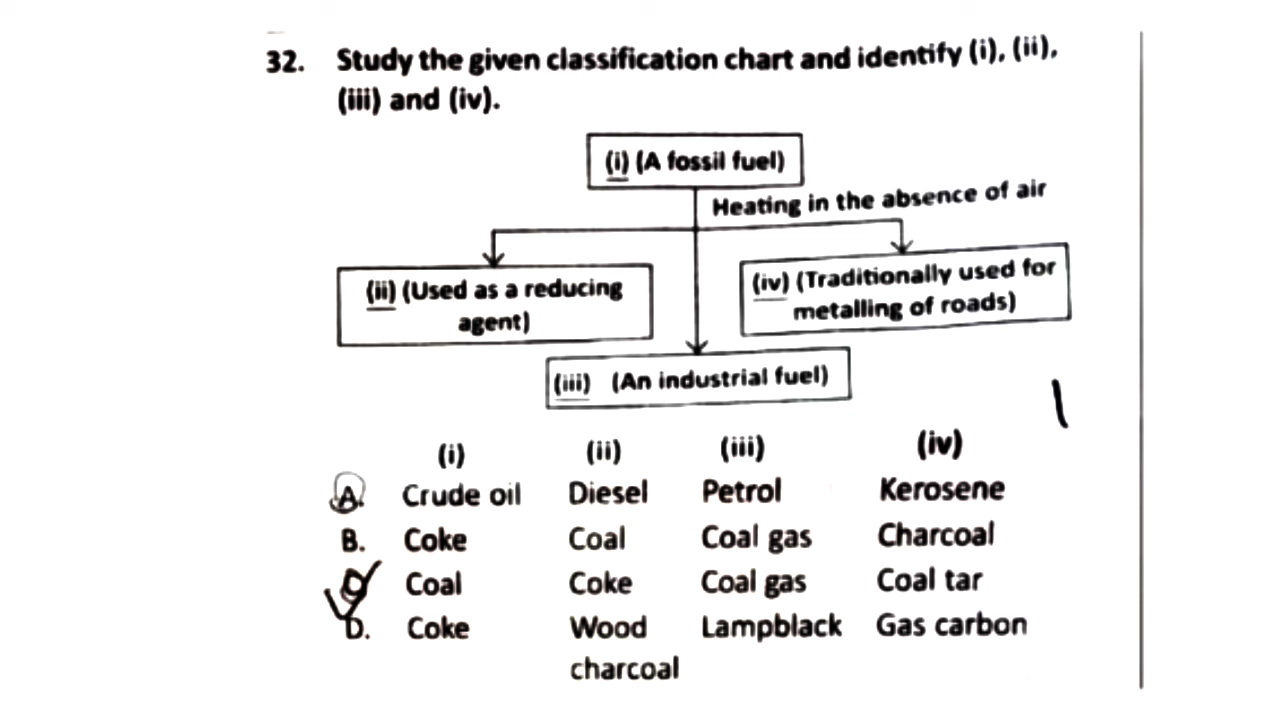 32. Study the given classification chart and identify (i), (ii), (iii) and (iv).
(i) (A fossil fuel)
Heating in the absence of air
(ii) (Used as a reducing
agent)
(iv) (Traditionally used for
metalling of roads)
(iii) (An industrial fuel)
(i) (ii) (iii) (iv)
A. Crude oil Diesel Petrol Kerosene
B. Coke Coal Coal gas Charcoal
Coal Coke Coal gas Coal tar
D. Coke Wood Lampblack Gas carbon
charcoal